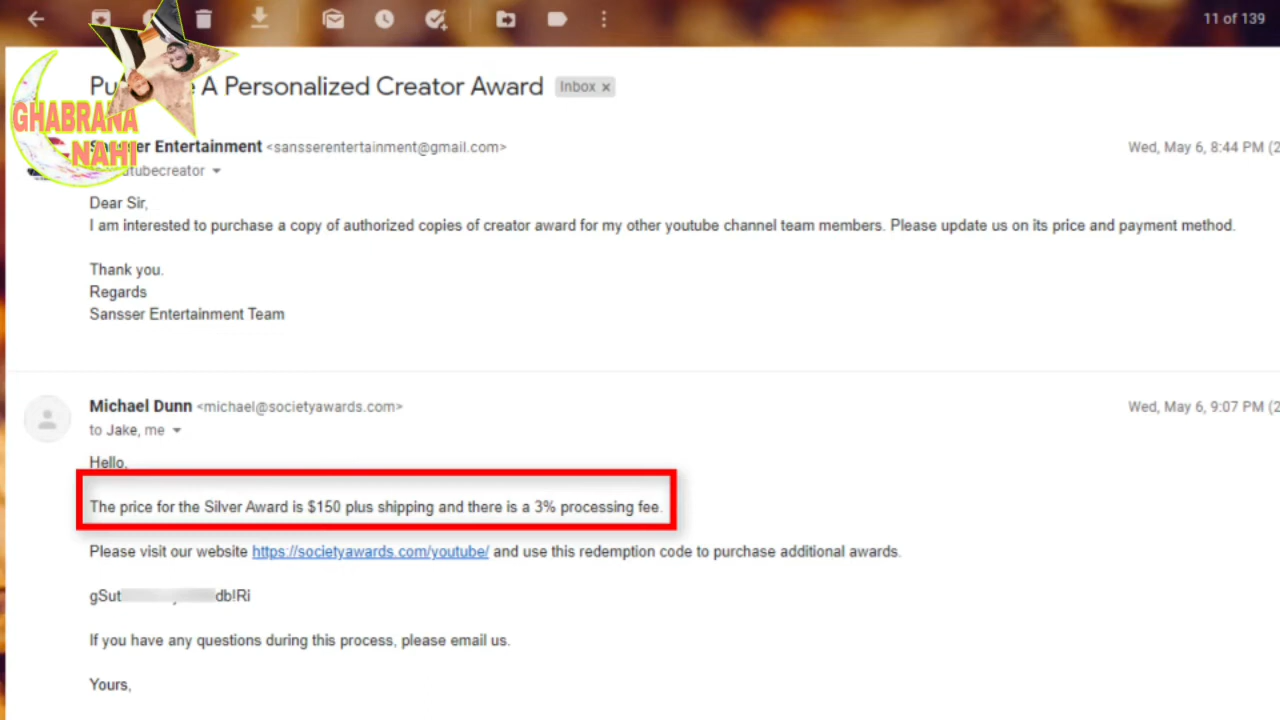 11 of 139
A Personalized Creator Award Inbox x
GHABRANA
-NAHI
Entertainment <sansserentertainment@gmail.com>
Wed, May 6, 8:44 PM
Dear Sir,
I am interested to purchase a copy of authorized copies of creator award for my other youtube channel team members. Please update us on its price and payment method.
Thank you.
Regards
Sansser Entertainment Team
Michael Dunn <michael@societyawards.com>
Wed, May 6, 9:07 PM
to Jake, me
Hello,
The price for the Silver Award is $150 plus shipping and there is a 3% processing fee.
Please visit our website https://societyawards.com/youtube/ and use this redemption code to purchase additional awards.
gSut db!Ri
If you have any questions during this process, please email us.
Yours,